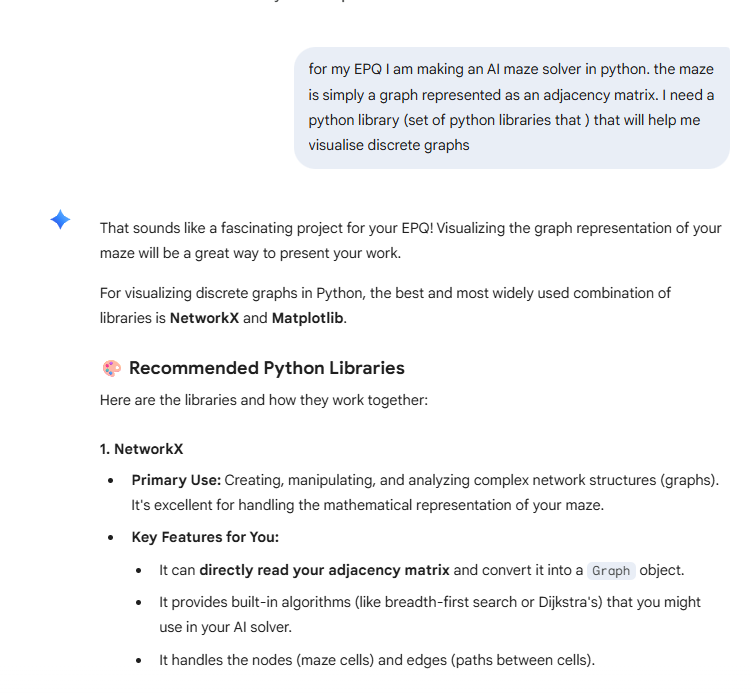 for my EPQ I am making an AI maze solver in python. the maze
is simply a graph represented as an adjacency matrix. I need a
python library (set of python libraries that ) that will help me
visualise discrete graphs
That sounds like a fascinating project for your EPQ! Visualizing the graph representation of your
maze will be a great way to present your work.
For visualizing discrete graphs in Python, the best and most widely used combination of
libraries is NetworkX and Matplotlib.
Recommended Python Libraries
Here are the libraries and how they work together:
1. NetworkX
• Primary Use: Creating, manipulating, and analyzing complex network structures (graphs).
It's excellent for handling the mathematical representation of your maze.
• Key Features for You:
• It can directly read your adjacency matrix and convert it into a Graph object.
• It provides built-in algorithms (like breadth-first search or Dijkstra's) that you might
use in your AI solver.
• It handles the nodes (maze cells) and edges (paths between cells).